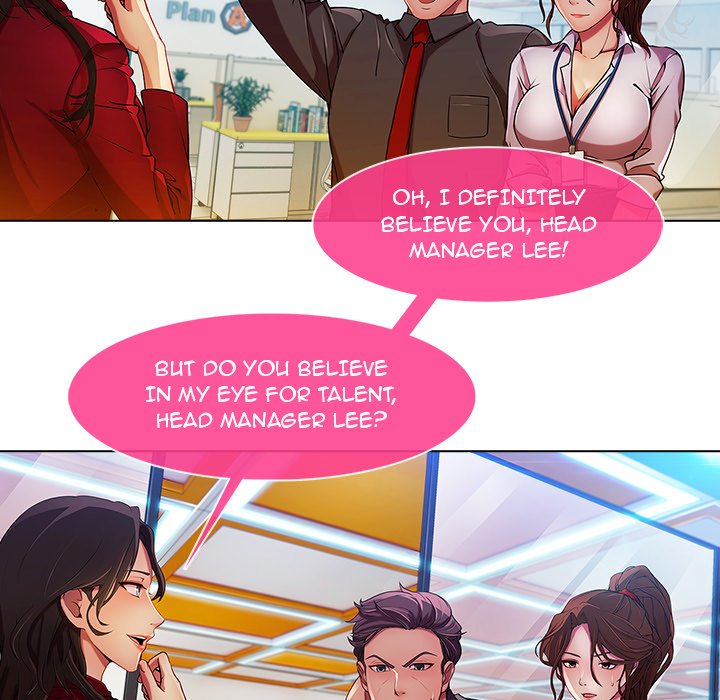 Plan A
OH, I DEFINITELY
BELIEVE YOU, HEAD
MANAGER LEE!
BUT DO YOU BELIEVE
IN MY EYE FOR TALENT,
HEAD MANAGER LEE?